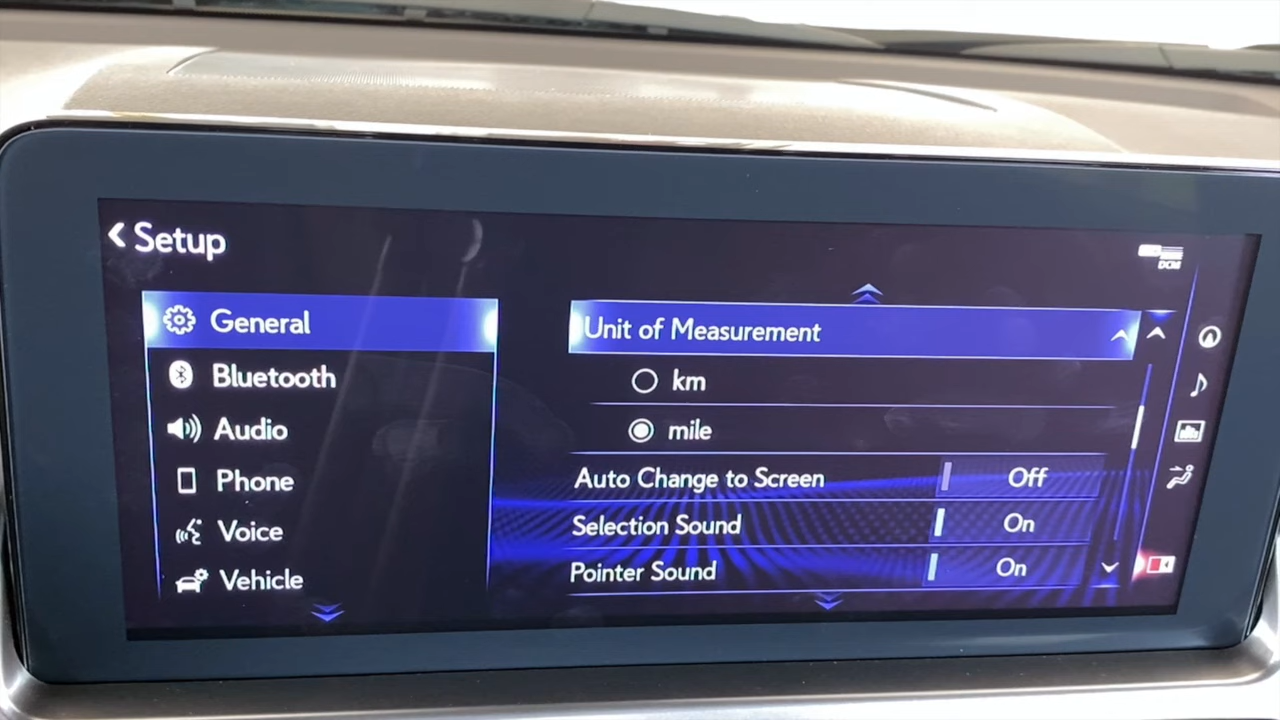 Setup
DCM
General
Bluetooth
Audio
Phone
Voice
Vehicle
Unit of Measurement
km
mile
Auto Change to Screen Off
Selection Sound On
Pointer Sound On